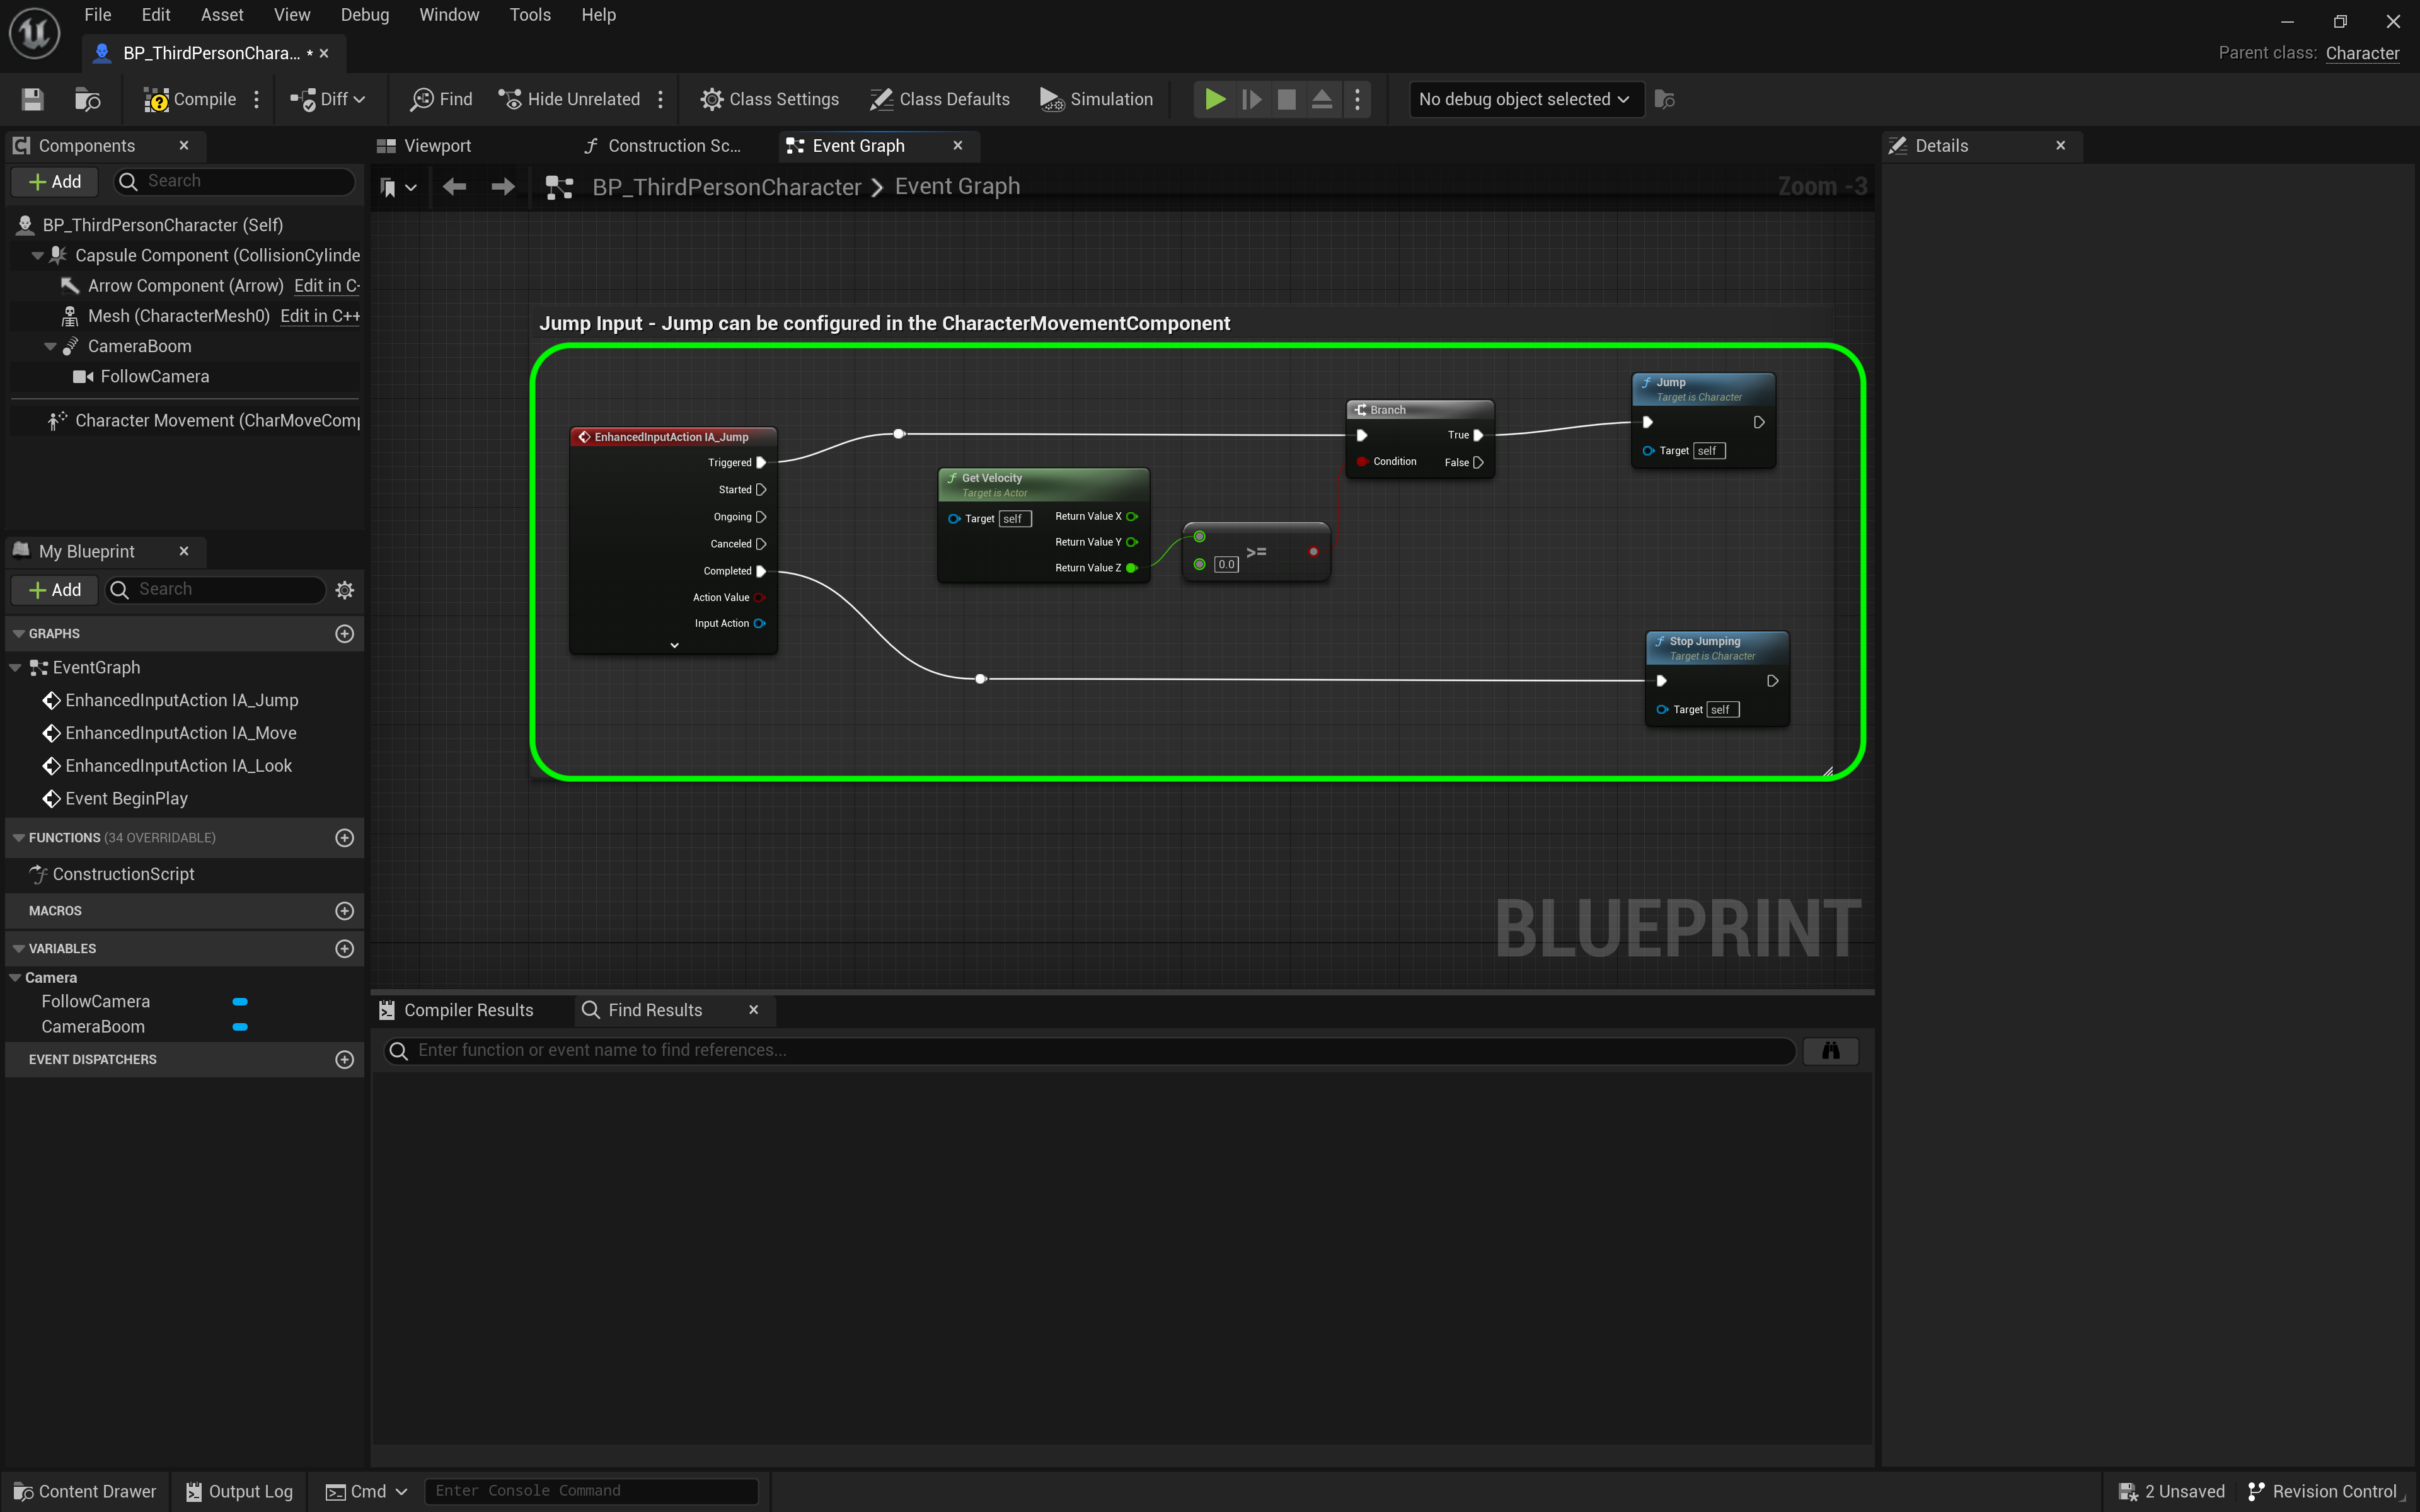 File Edit Asset View Debug Window Tools Help
BP_ThirdPersonChara... *
Parent class: Character
Compile Diff Find Hide Unrelated Class Settings Class Defaults Simulation No debug object selected
Components
Viewport Construction Sc... Event Graph
Details
Add Search
BP_ThirdPersonCharacter > Event Graph
Zoom -3
BP_ThirdPersonCharacter (Self)
Capsule Component (CollisionCylinde
Arrow Component (Arrow) Edit in C-
Mesh (CharacterMesh0) Edit in C++
CameraBoom
FollowCamera
Character Movement (CharMoveComp
Jump Input - Jump can be configured in the CharacterMovementComponent
EnhancedInputAction IA_Jump
Triggered
Started
Ongoing
Canceled
Completed
Action Value
Input Action
Get Velocity
Target is Actor
Target self
Return Value X
Return Value Y
Return Value Z
>=
0.0
Branch
True
Condition
False
Jump
Target is Character
Target self
Stop Jumping
Target is Character
Target self
BLUEPRINT
My Blueprint
Add Search
GRAPHS
EventGraph
EnhancedInputAction IA_Jump
EnhancedInputAction IA_Move
EnhancedInputAction IA_Look
Event BeginPlay
FUNCTIONS (34 OVERRIDABLE)
ConstructionScript
MACROS
VARIABLES
Camera
FollowCamera
CameraBoom
EVENT DISPATCHERS
Compiler Results Find Results
Enter function or event name to find references...
Content Drawer Output Log Cmd Enter Console Command
2 Unsaved Revision Control